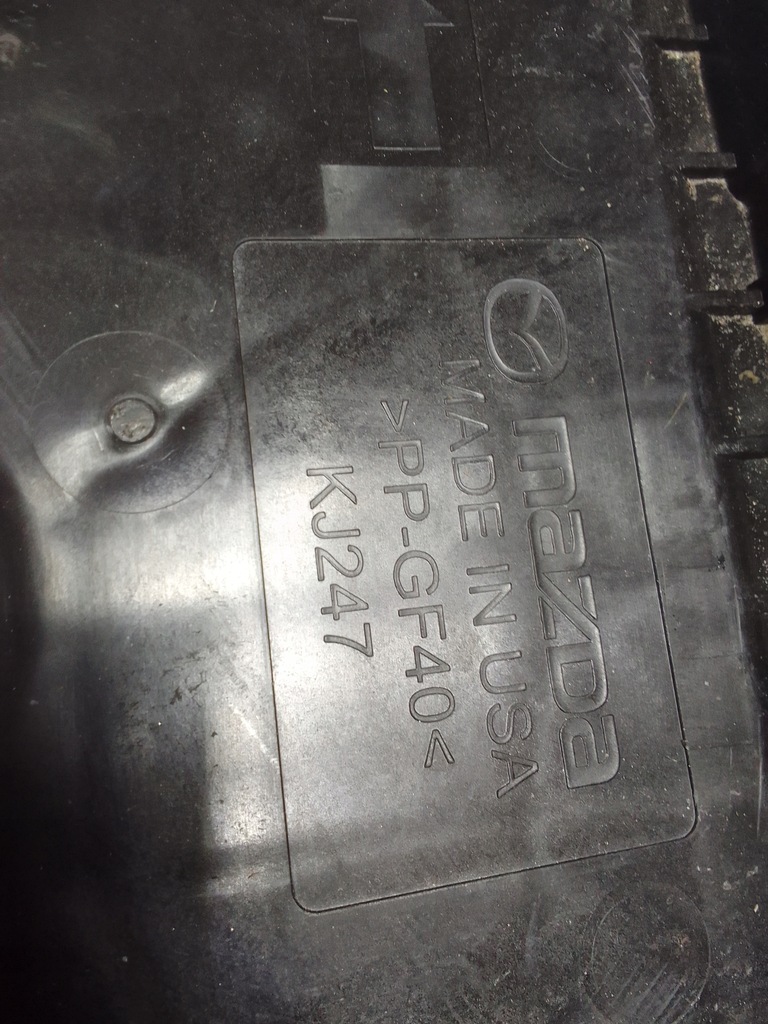 mazda
MADE IN USA
>PP-GF40<
KJ247